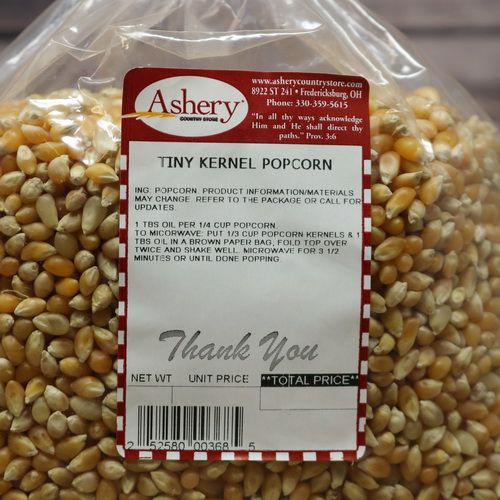 Ashery
COUNTRY STORE
www.asherycountrystore.com
8922 ST 241 • Fredericksburg, OH
Phone: 330-359-5615
"In all thy ways acknowledge
Him and He shall direct thy
paths." Prov. 3:6
TINY KERNEL POPCORN
ING: POPCORN. PRODUCT INFORMATION/MATERIALS
MAY CHANGE. REFER TO THE PACKAGE OR CALL FOR
UPDATES.
1 TBS OIL PER 1/4 CUP POPCORN
TO MICORWAVE: PUT 1/3 CUP POPCORN KERNELS & 1
TBS OIL IN A BROWN PAPER BAG, FOLD TOP OVER
TWICE AND SHAKE WELL. MICROWAVE FOR 3 1/2
MINUTES OR UNTIL DONE POPPING.
Thank You
NET WT UNIT PRICE **TOTAL PRICE**
2 52580 00368 5